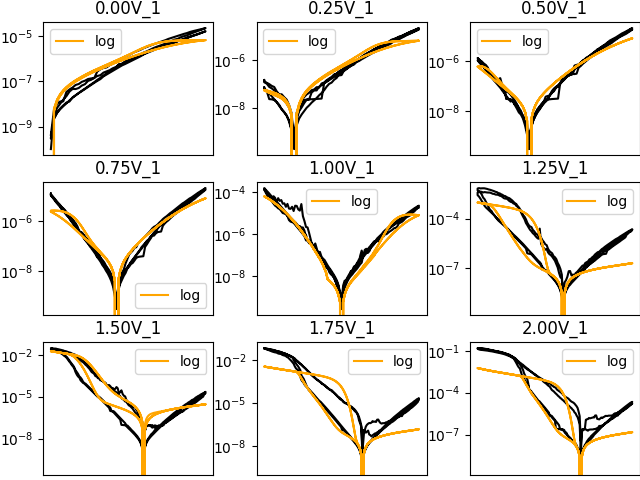 0.00V_1
0.25V_1
0.50V_1
10⁻⁵
10⁻⁷
10⁻⁹
log
10⁻⁶
10⁻⁸
log
10⁻⁶
10⁻⁸
log
0.75V_1
1.00V_1
1.25V_1
10⁻⁶
10⁻⁸
log
10⁻⁴
10⁻⁶
10⁻⁸
log
10⁻⁴
10⁻⁷
log
1.50V_1
1.75V_1
2.00V_1
10⁻²
10⁻⁵
10⁻⁸
log
10⁻²
10⁻⁵
10⁻⁸
log
10⁻¹
10⁻⁴
10⁻⁷
log